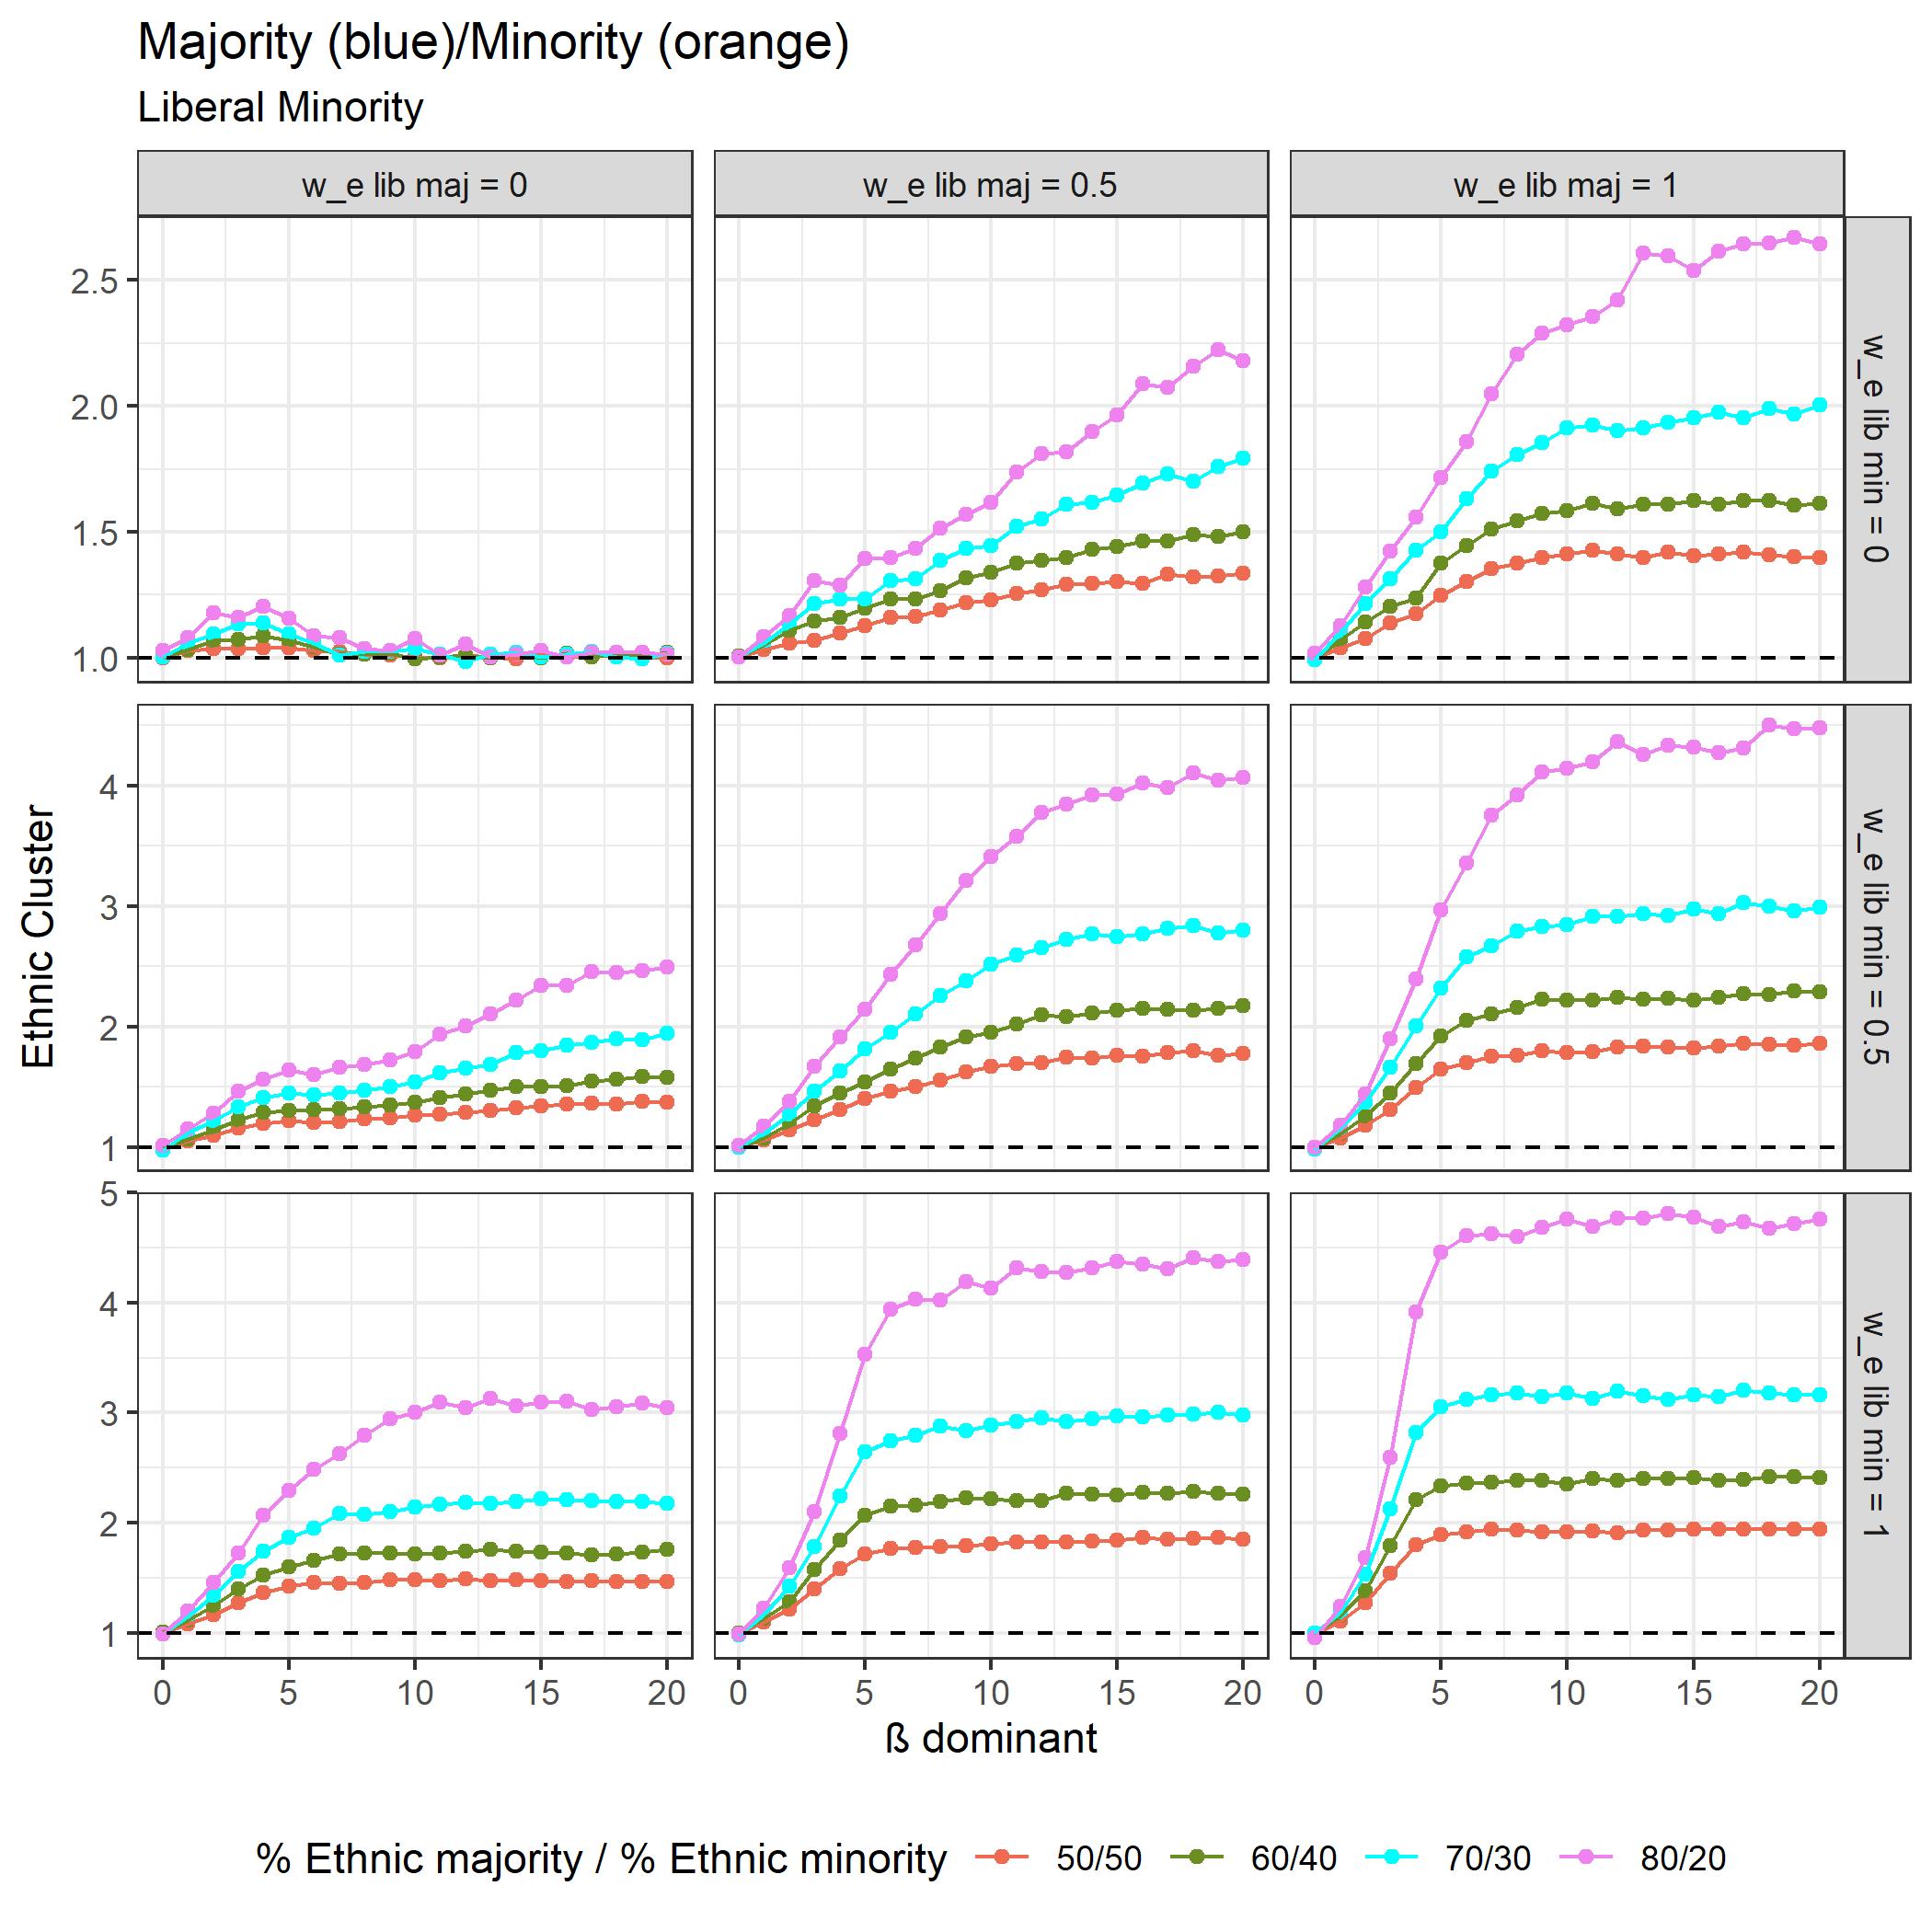 Majority (blue)/Minority (orange)
Liberal Minority
w_e lib maj = 0
w_e lib maj = 0.5
w_e lib maj = 1
2.5
2.0
1.5
1.0
w_e lib min = 0
Ethnic Cluster
4
3
2
1
w_e lib min = 0.5
5
4
3
2
1
w_e lib min = 1
0 5 10 15 20 0 5 10 15 20 0 5 10 15 20
ß dominant
% Ethnic majority / % Ethnic minority 50/50 60/40 70/30 80/20